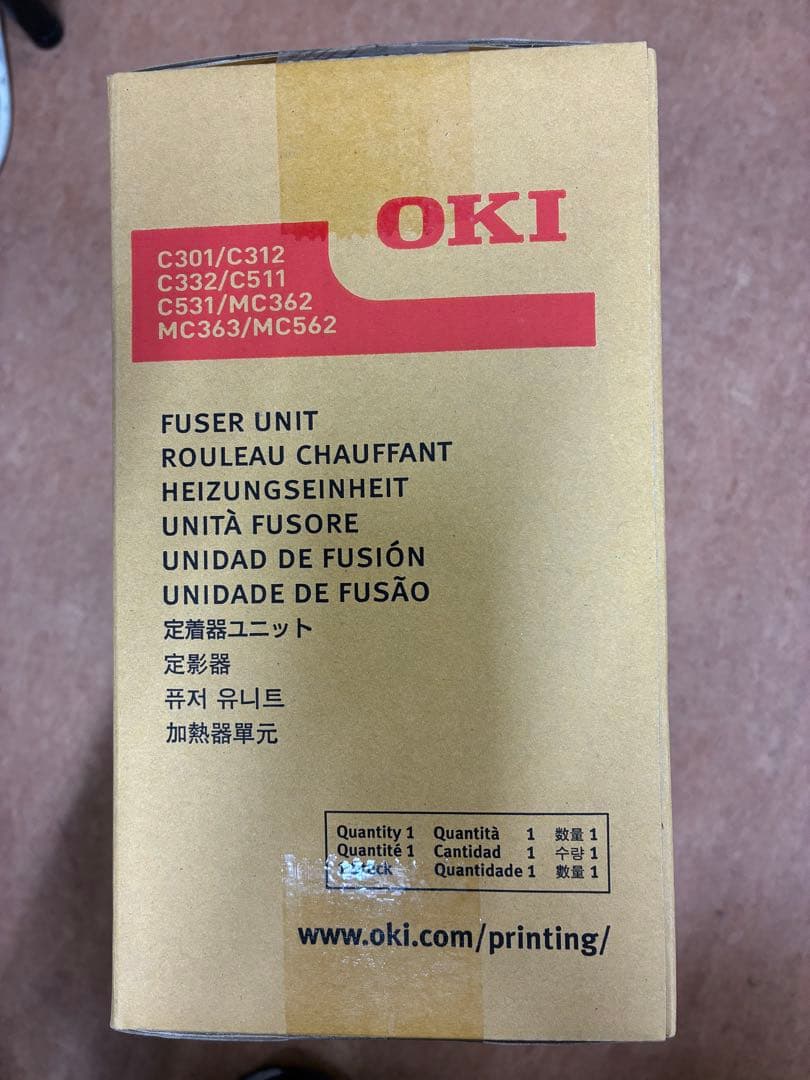 OKI
C301/C312
C332/C511
C531/MC362
MC363/MC562
FUSER UNIT
ROULEAU CHAUFFANT
HEIZUNGSEINHEIT
UNITÀ FUSORE
UNIDAD DE FUSIÓN
UNIDADE DE FUSÃO
定着器ユニット
定影器
퓨저 유니트
加熱器單元
Quantity 1 Quantità 1 数量 1
Quantité 1 Cantidad 1 수량 1
1 Stück Quantidade 1 數量 1
www.oki.com/printing/